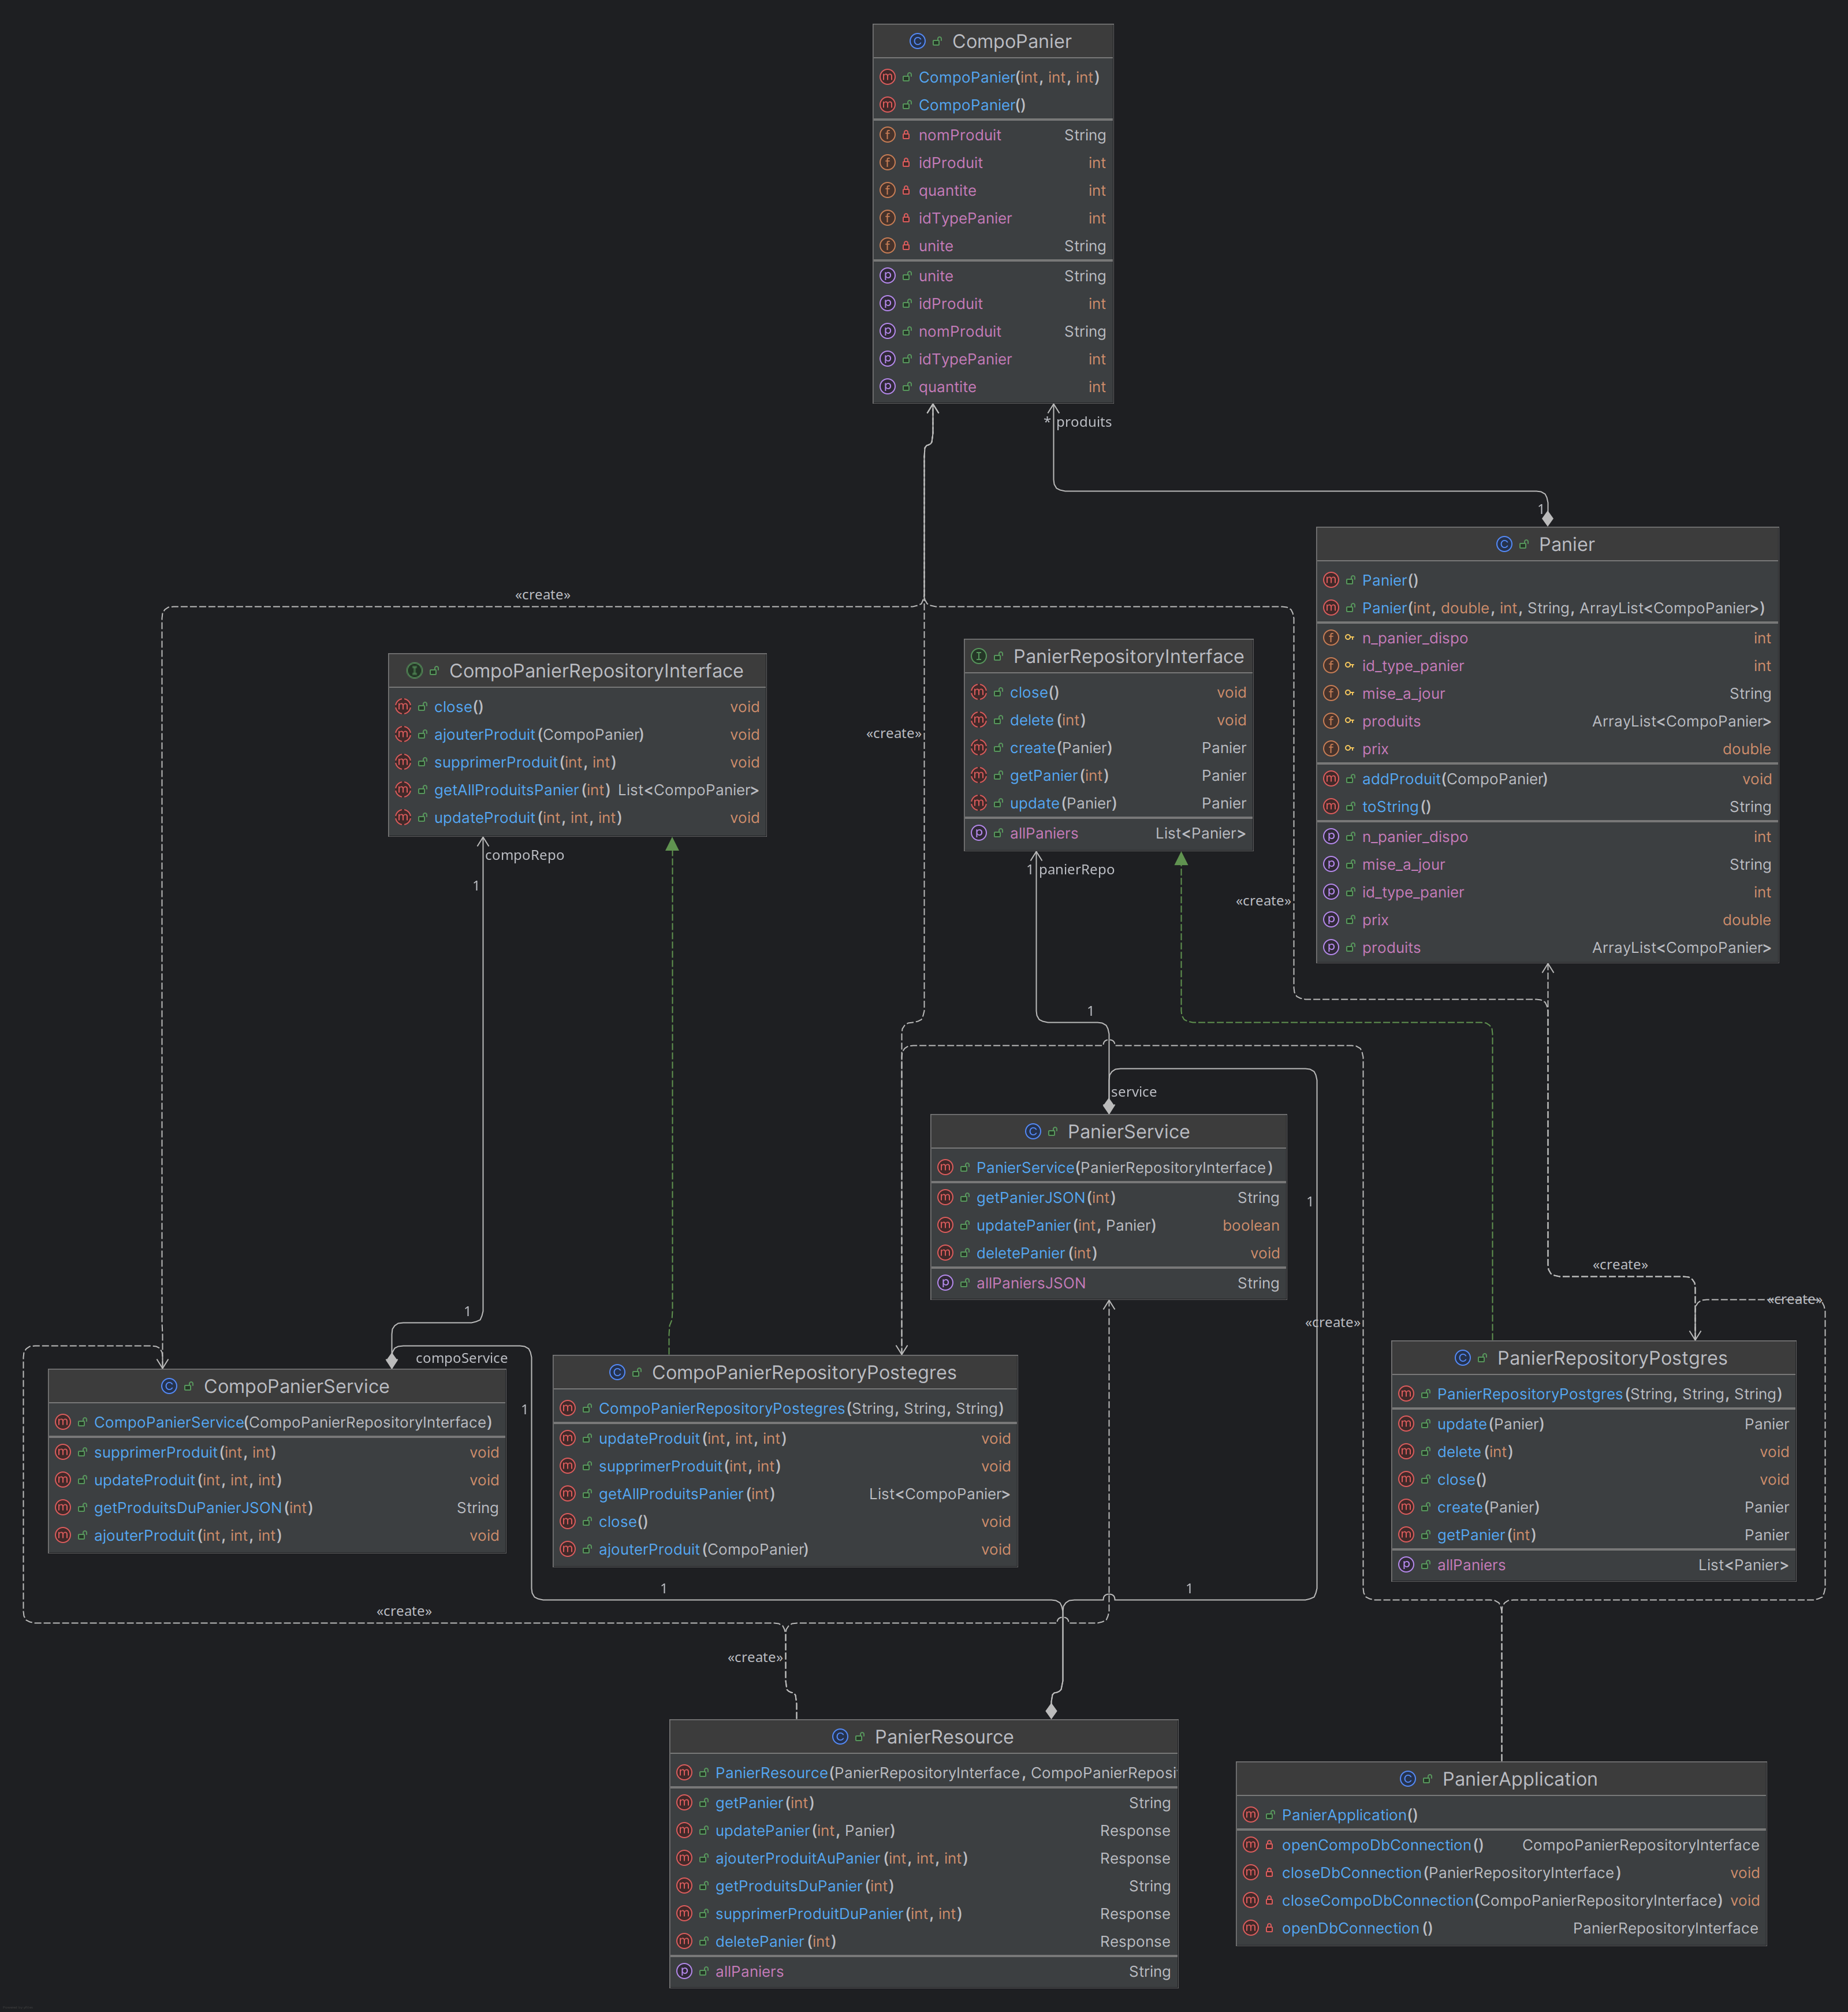 CompoPanier
CompoPanier(int, int, int)
CompoPanier()
nomProduit String
idProduit int
quantite int
idTypePanier int
unite String
unite String
idProduit int
nomProduit String
idTypePanier int
quantite int
* produits
1
Panier
Panier()
Panier(int, double, int, String, ArrayList<CompoPanier>)
n_panier_dispo int
id_type_panier int
mise_a_jour String
produits ArrayList<CompoPanier>
prix double
addProduit(CompoPanier) void
toString() String
n_panier_dispo int
mise_a_jour String
id_type_panier int
prix double
produits ArrayList<CompoPanier>
«create»
CompoPanierRepositoryInterface
close() void
ajouterProduit(CompoPanier) void
supprimerProduit(int, int) void
getAllProduitsPanier(int) List<CompoPanier>
updateProduit(int, int, int) void
compoRepo
1
«create»
PanierRepositoryInterface
close() void
delete(int) void
create(Panier) Panier
getPanier(int) Panier
update(Panier) Panier
allPaniers List<Panier>
1 panierRepo
«create»
1
service
PanierService
PanierService(PanierRepositoryInterface)
getPanierJSON(int) String
updatePanier(int, Panier) boolean
deletePanier(int) void
allPaniersJSON String
1
«create»
«create»
«create»
1
compoService
CompoPanierService
CompoPanierService(CompoPanierRepositoryInterface)
supprimerProduit(int, int) void
updateProduit(int, int, int) void
getProduitsDuPanierJSON(int) String
ajouterProduit(int, int, int) void
1
CompoPanierRepositoryPostegres
CompoPanierRepositoryPostegres(String, String, String)
updateProduit(int, int, int) void
supprimerProduit(int, int) void
getAllProduitsPanier(int) List<CompoPanier>
close() void
ajouterProduit(CompoPanier) void
PanierRepositoryPostgres
PanierRepositoryPostgres(String, String, String)
update(Panier) Panier
delete(int) void
close() void
create(Panier) Panier
getPanier(int) Panier
allPaniers List<Panier>
1
1
«create»
«create»
PanierResource
PanierResource(PanierRepositoryInterface, CompoPanierReposi
getPanier(int) String
updatePanier(int, Panier) Response
ajouterProduitAuPanier(int, int, int) Response
getProduitsDuPanier(int) String
supprimerProduitDuPanier(int, int) Response
deletePanier(int) Response
allPaniers String
PanierApplication
PanierApplication()
openCompoDbConnection() CompoPanierRepositoryInterface
closeDbConnection(PanierRepositoryInterface) void
closeCompoDbConnection(CompoPanierRepositoryInterface) void
openDbConnection() PanierRepositoryInterface